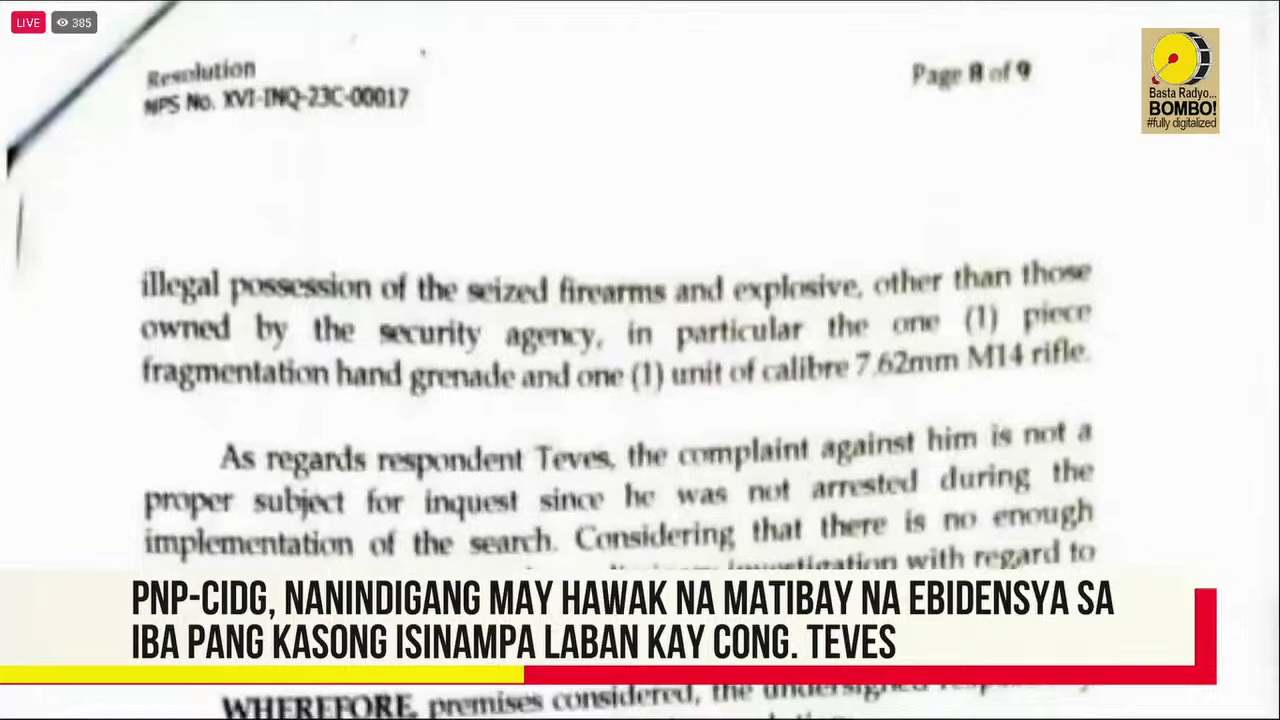 LIVE 385
Resolution
Page 8 of 9
NPS No. XVI-INQ-23C-00017
Basta Radyo...
BOMBO!
#fully digitalized
illegal possession of the seized firearms and explosive, other than those
owned by the security agency, in particular the one (1) piece
fragmentation hand grenade and one (1) unit of calibre 7.62mm M14 rifle.
As regards respondent Teves, the complaint against him is not a
proper subject for inquest since he was not arrested during the
implementation of the search. Considering that there is no enough
investigation with regard to
PNP-CIDG, NANINDIGANG MAY HAWAK NA MATIBAY NA EBIDENSYA SA
IBA PANG KASONG ISINAMPA LABAN KAY CONG. TEVES
WHEREFORE, premises considered, the undersigned